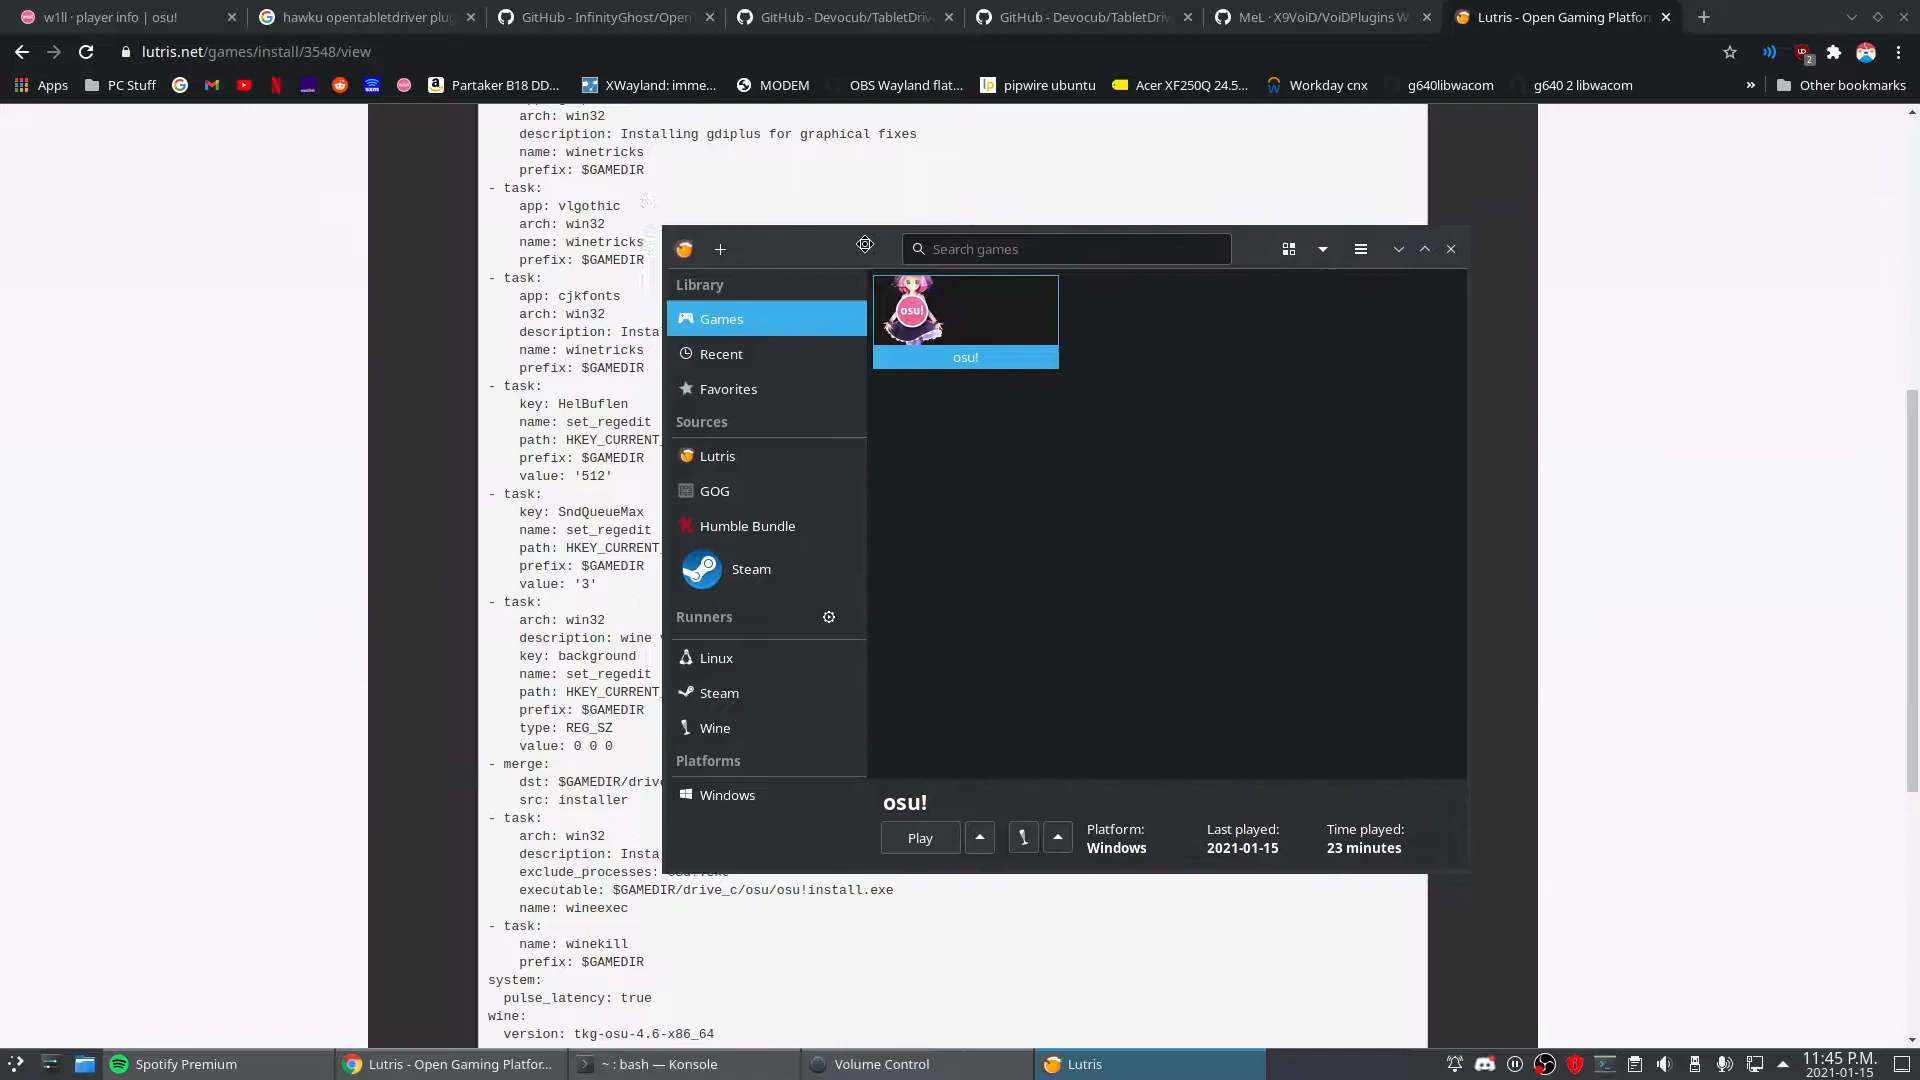 w1ll · player info | osu!
hawku opentabletdriver plug
GitHub - InfinityGhost/Open
GitHub - Devocub/TabletDriv
GitHub - Devocub/TabletDriv
MeL · X9VoiD/VoiDPlugins W
Lutris - Open Gaming Platfor
lutris.net/games/install/3548/view
2
Apps
PC Stuff
Partaker B18 DD...
XWayland: imme...
MODEM
OBS Wayland flat...
pipwire ubuntu
Acer XF250Q 24.5...
Workday cnx
g640libwacom
g640 2 libwacom
»
Other bookmarks
arch: win32
description: Installing gdiplus for graphical fixes
name: winetricks
prefix: $GAMEDIR
- task:
app: vlgothic
arch: win32
name: winetricks
prefix: $GAMEDIR
- task:
app: cjkfonts
arch: win32
description: Insta
name: winetricks
prefix: $GAMEDIR
- task:
key: HelBuflen
name: set_regedit
path: HKEY_CURRENT_
prefix: $GAMEDIR
value: '512'
- task:
key: SndQueueMax
name: set_regedit
path: HKEY_CURRENT_
prefix: $GAMEDIR
value: '3'
- task:
arch: win32
description: wine
key: background
name: set_regedit
path: HKEY_CURRENT_
prefix: $GAMEDIR
type: REG_SZ
value: 0 0 0
- merge:
dst: $GAMEDIR/drive
src: installer
- task:
arch: win32
description: Insta
exclude_processes:
executable: $GAMEDIR/drive_c/osu/osu!install.exe
name: wineexec
- task:
name: winekill
prefix: $GAMEDIR
system:
pulse_latency: true
wine:
version: tkg-osu-4.6-x86_64
Search games
Library
Games
Recent
Favorites
Sources
Lutris
GOG
Humble Bundle
Steam
Runners
Linux
Steam
Wine
Platforms
Windows
osu!
osu!
osu!
Play
Platform:
Windows
Last played:
2021-01-15
Time played:
23 minutes
Spotify Premium
Lutris - Open Gaming Platfor...
~ : bash — Konsole
Volume Control
Lutris
11:45 P.M.
2021-01-15